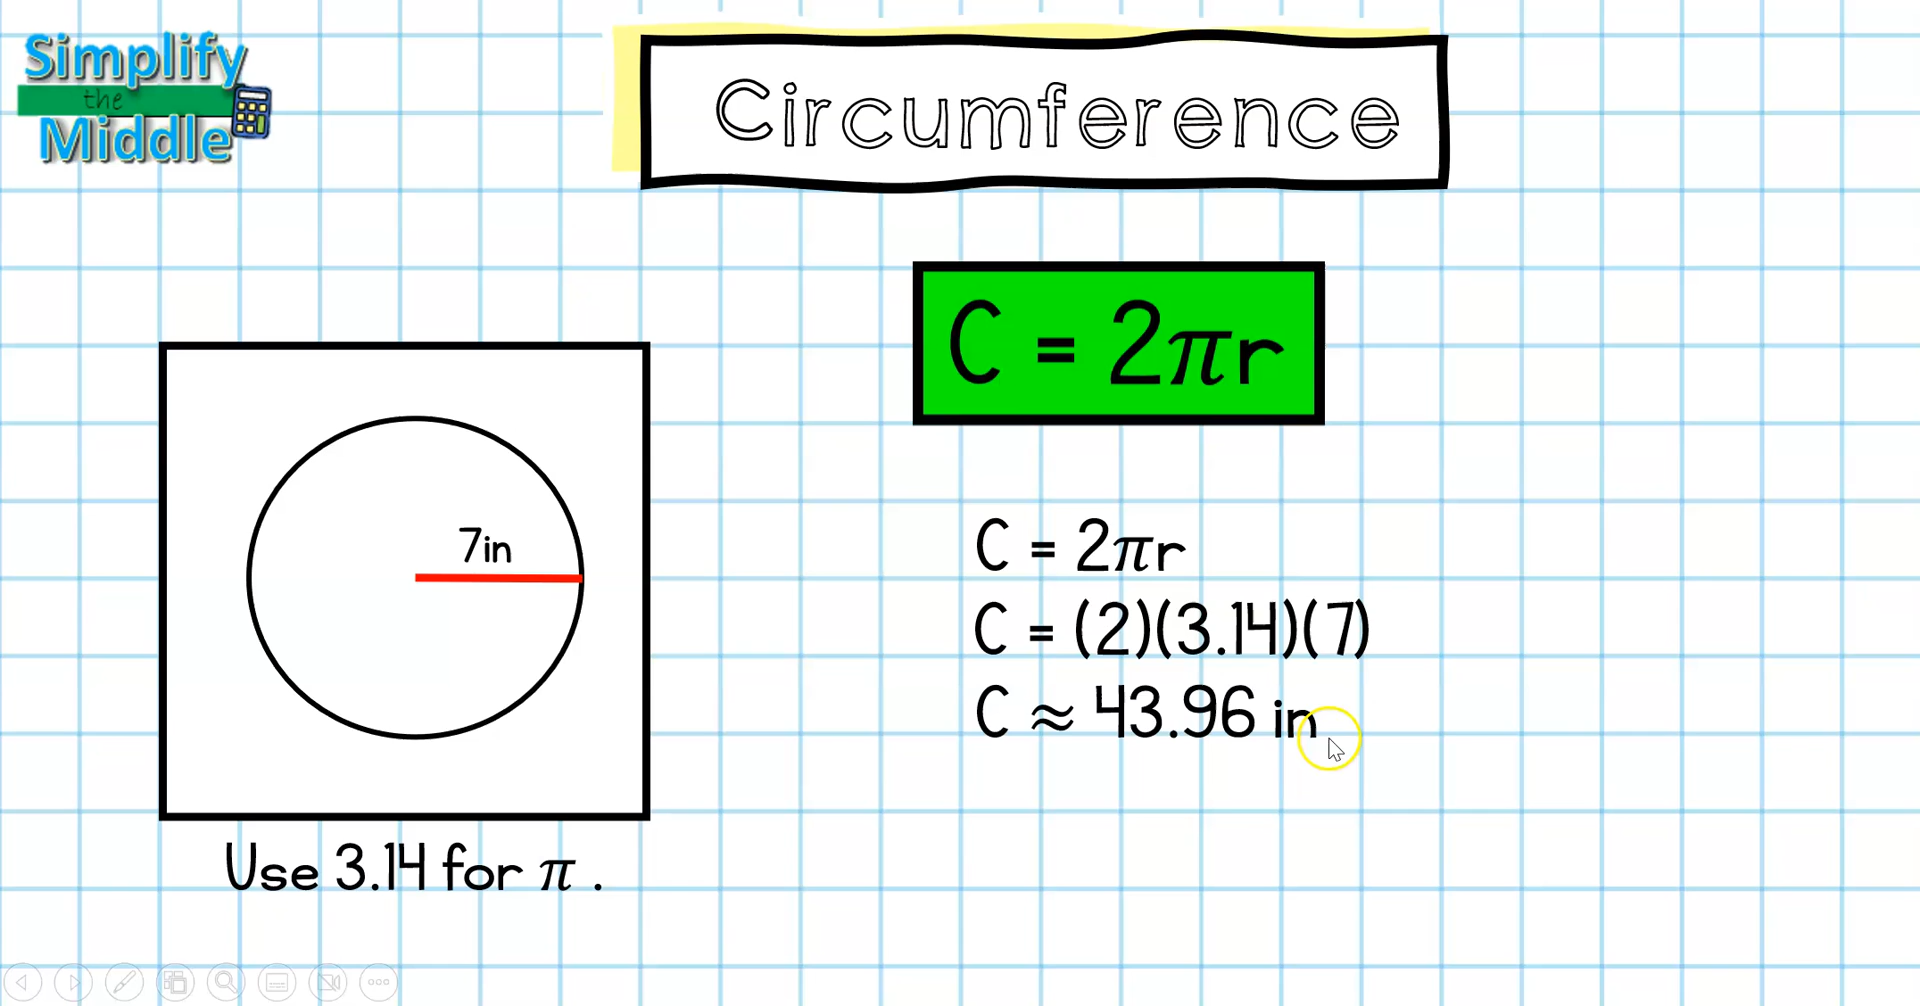 Simplify
the
Middle
Circumference
C = 2πr
7in
Use 3.14 for π .
C = 2πr
C = (2)(3.14)(7)
C ≈ 43.96 in